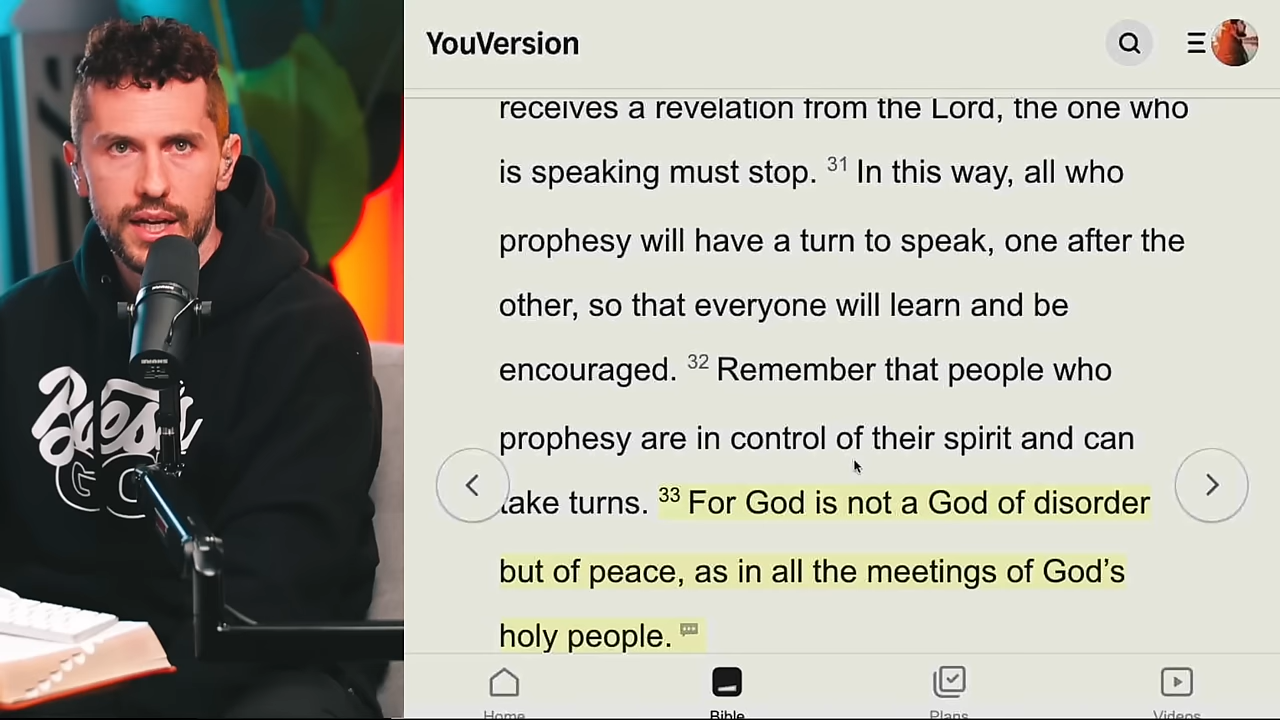 YouVersion
receives a revelation from the Lord, the one who
is speaking must stop. 31 In this way, all who
prophesy will have a turn to speak, one after the
other, so that everyone will learn and be
encouraged. 32 Remember that people who
prophesy are in control of their spirit and can
take turns. 33 For God is not a God of disorder
but of peace, as in all the meetings of God’s
holy people.
Home
Bible
Plans
Videos